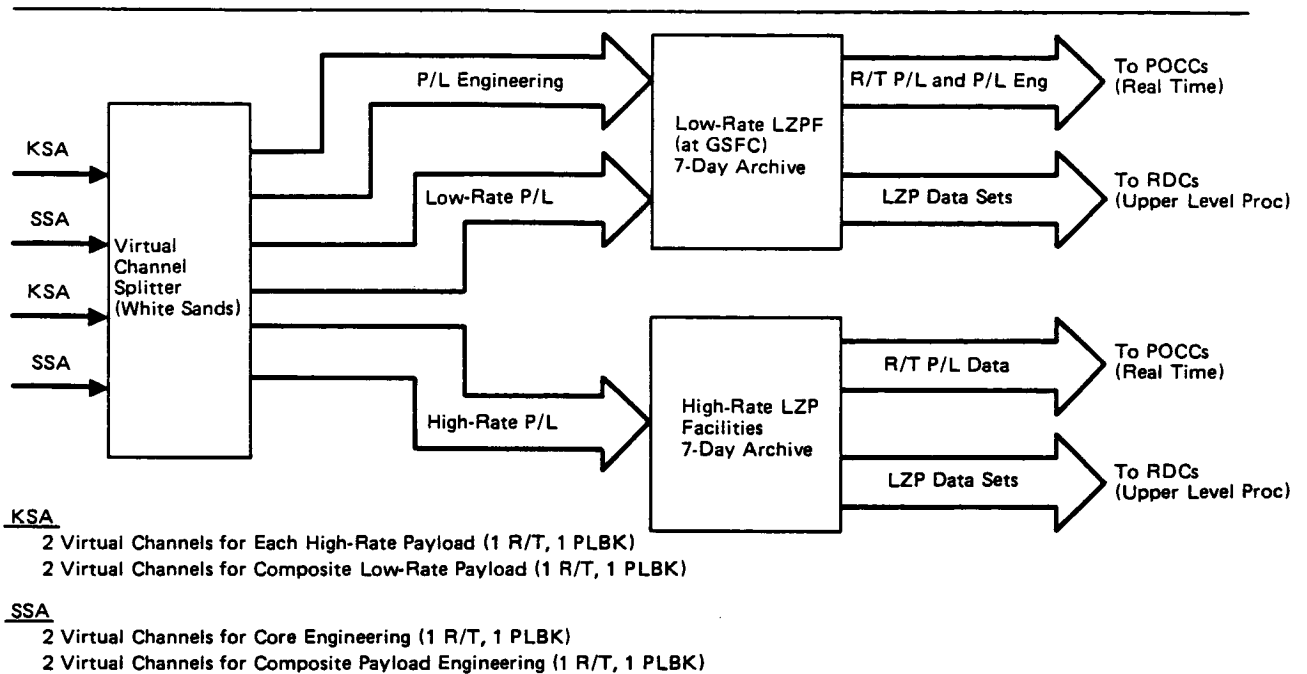 KSA
SSA
KSA
SSA
Virtual
Channel
Splitter
(White Sands)
P/L Engineering
Low-Rate P/L
High-Rate P/L
Low-Rate LZPF
(at GSFC)
7-Day Archive
R/T P/L and P/L Eng
LZP Data Sets
To POCCs
(Real Time)
To RDCs
(Upper Level Proc)
High-Rate LZP
Facilities
7-Day Archive
R/T P/L Data
LZP Data Sets
To POCCs
(Real Time)
To RDCs
(Upper Level Proc)
KSA
2 Virtual Channels for Each High-Rate Payload (1 R/T, 1 PLBK)
2 Virtual Channels for Composite Low-Rate Payload (1 R/T, 1 PLBK)
SSA
2 Virtual Channels for Core Engineering (1 R/T, 1 PLBK)
2 Virtual Channels for Composite Payload Engineering (1 R/T, 1 PLBK)